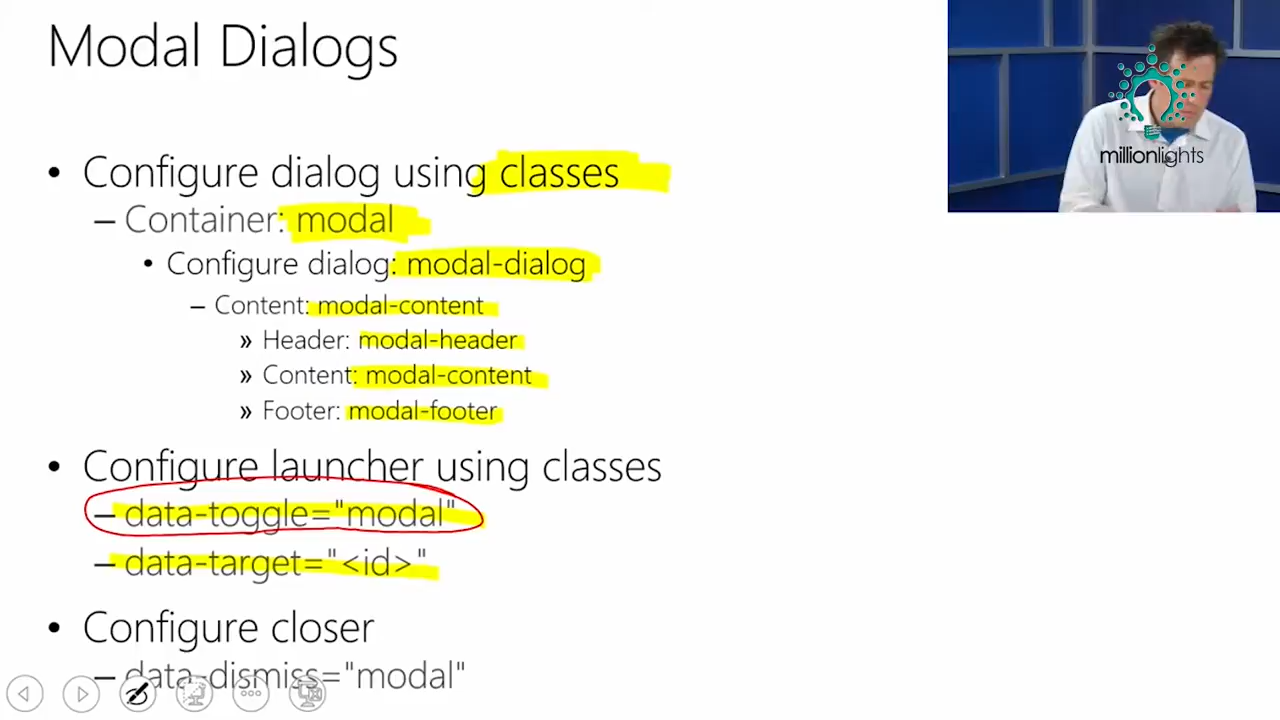 Modal Dialogs
• Configure dialog using classes
– Container: modal
• Configure dialog: modal-dialog
– Content: modal-content
» Header: modal-header
» Content: modal-content
» Footer: modal-footer
• Configure launcher using classes
– data-toggle="modal"
– data-target="<id>"
• Configure closer
– data-dismiss="modal"
millionlights